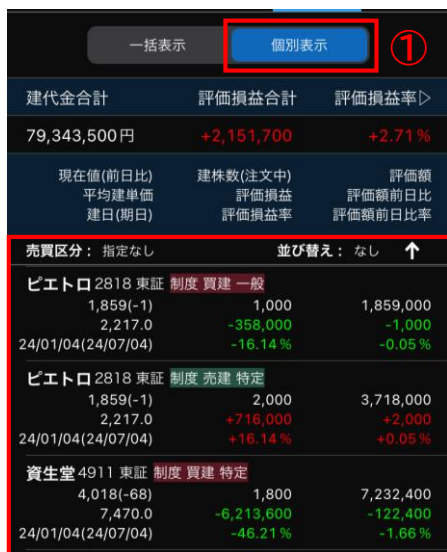 一括表示 個別表示 ①
建代金合計 評価損益合計 評価損益率▷
79,343,500円 +2,151,700 +2.71%
現在値(前日比) 建株数(注文中) 評価額
平均建単価 評価損益 評価額前日比
建日(期日) 評価損益率 評価額前日比率
売買区分： 指定なし 並び替え： なし ↑
ピエトロ 2818 東証 制度 買建 一般
1,859(-1) 1,000 1,859,000
2,217.0 -358,000 -1,000
24/01/04(24/07/04) -16.14% -0.05%
ピエトロ 2818 東証 制度 売建 特定
1,859(-1) 2,000 3,718,000
2,217.0 +716,000 +2,000
24/01/04(24/07/04) +16.14% +0.05%
資生堂 4911 東証 制度 買建 特定
4,018(-68) 1,800 7,232,400
7,470.0 -6,213,600 -122,400
24/01/04(24/07/04) -46.21% -1.66%